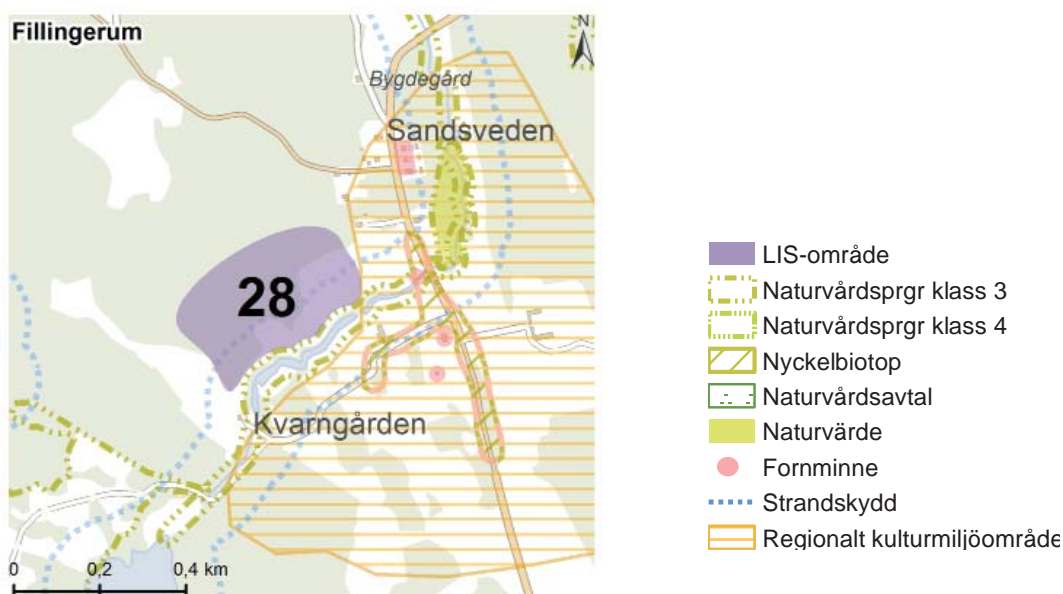 Fillingerum
N
Bygdegård
Sandsveden
28
Kvarngården
0 0,2 0,4 km
LIS-område
Naturvårdsprgr klass 3
Naturvårdsprgr klass 4
Nyckelbiotop
Naturvårdsavtal
Naturvärde
Fornminne
Strandskydd
Regionalt kulturmiljöområde